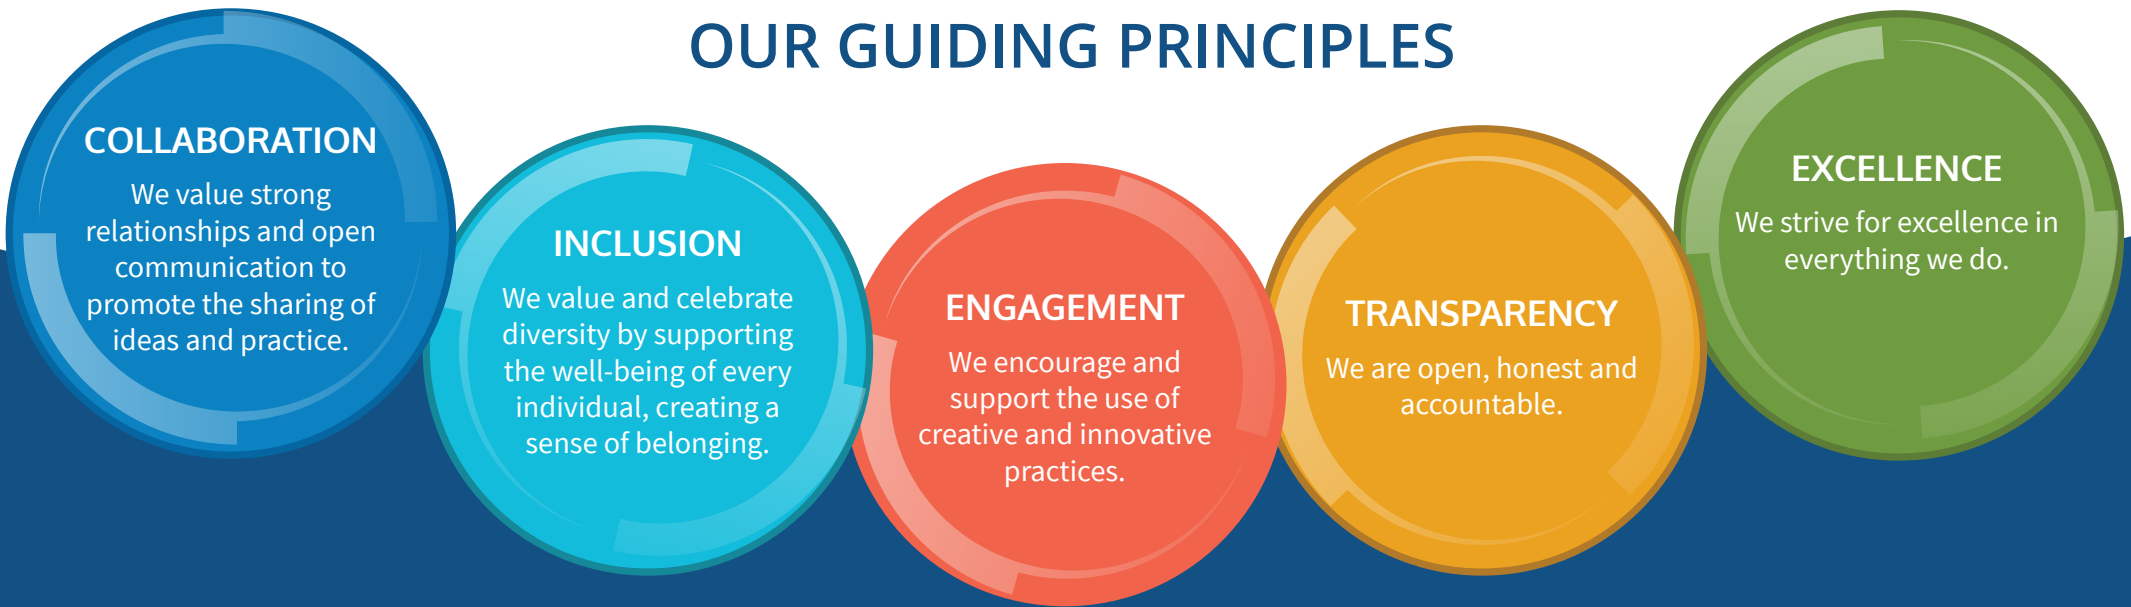 OUR GUIDING PRINCIPLES
COLLABORATION
We value strong
relationships and open
communication to
promote the sharing of
ideas and practice.
INCLUSION
We value and celebrate
diversity by supporting
the well-being of every
individual, creating a
sense of belonging.
ENGAGEMENT
We encourage and
support the use of
creative and innovative
practices.
TRANSPARENCY
We are open, honest and
accountable.
EXCELLENCE
We strive for excellence in
everything we do.